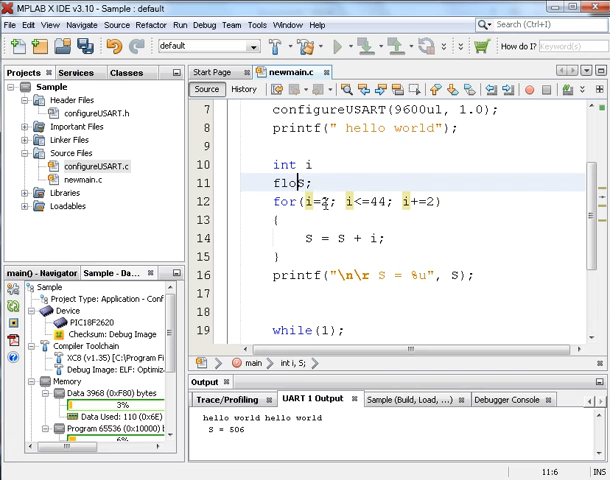 MPLAB X IDE v3.10 - Sample : default
File Edit View Navigate Source Refactor Run Debug Team Tools Window Help
Search (Ctrl+I)
default
How do I? (Keyword(s)
Projects Services Classes
Sample
Header Files
configureUSART.h
Important Files
Linker Files
Source Files
configureUSART.c
newmain.c
Libraries
Loadables
main() - Navigator Sample - Da...
Sample
Project Type: Application - Conf
Device
PIC18F2620
Checksum: Debug Image
Compiler Toolchain
XC8 (v1.35) [C:\Program F
Debug Image: ELF: Optimiz
Memory
Data 3968 (0xF80) bytes
3%
Data Used: 110 (0x6E)
Program 65536 (0x10000) b
6%
Start Page newmain.c
Source History
7 configureUSART(9600ul, 1.0);
8 printf(" hello world");
9
10 int i
11 floS;
12 for(i=2; i<=44; i+=2)
13 {
14 S = S + i;
15 }
16 printf("\n\r S = %u", S);
17
18
19 while(1);
main int i, S;
Output
Trace/Profiling UART 1 Output Sample (Build, Load, ...) Debugger Console
hello world hello world
S = 506
11:6 INS